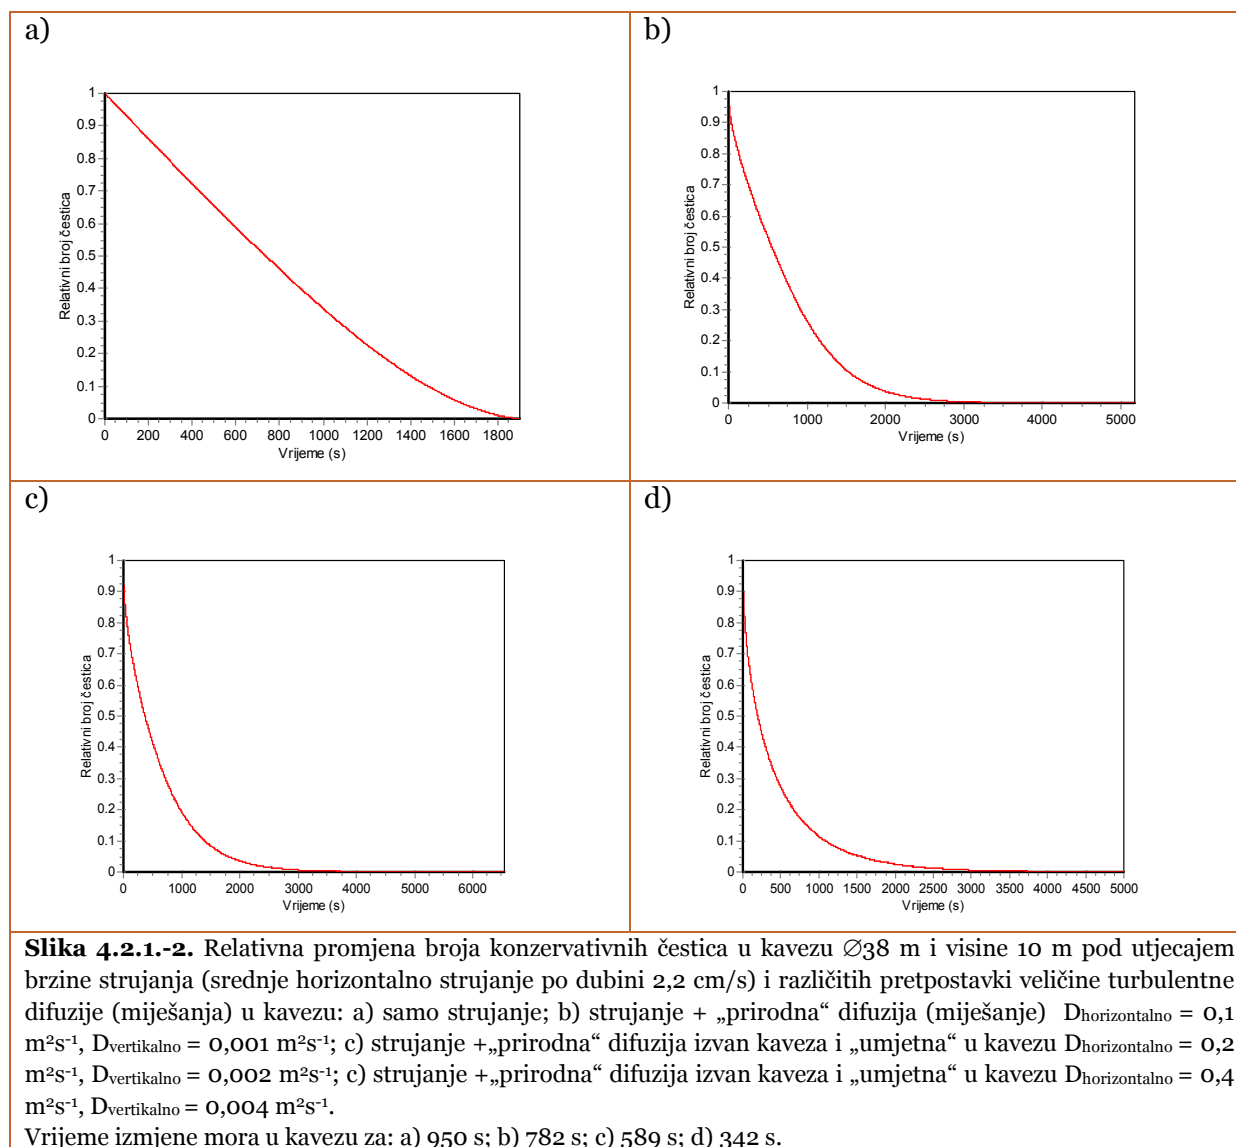 a)
b)
1
0.9
0.8
0.7
0.6
0.5
0.4
0.3
0.2
0.1
0
Relativni broj čestica
0 200 400 600 800 1000 1200 1400 1600 1800
Vrijeme (s)
1
0.9
0.8
0.7
0.6
0.5
0.4
0.3
0.2
0.1
0
Relativni broj čestica
0 1000 2000 3000 4000 5000
Vrijeme (s)
c)
d)
1
0.9
0.8
0.7
0.6
0.5
0.4
0.3
0.2
0.1
0
Relativni broj čestica
0 1000 2000 3000 4000 5000 6000
Vrijeme (s)
1
0.9
0.8
0.7
0.6
0.5
0.4
0.3
0.2
0.1
0
Relativni broj čestica
0 500 1000 1500 2000 2500 3000 3500 4000 4500 5000
Vrijeme (s)
Slika 4.2.1.-2. Relativna promjena broja konzervativnih čestica u kavezu ∅38 m i visine 10 m pod utjecajem
brzine strujanja (srednje horizontalno strujanje po dubini 2,2 cm/s) i različitih pretpostavki veličine turbulentne
difuzije (miješanja) u kavezu: a) samo strujanje; b) strujanje + „prirodna“ difuzija (miješanje) Dhorizontalno = 0,1
m²s⁻¹, Dvertikalno = 0,001 m²s⁻¹; c) strujanje +„prirodna“ difuzija izvan kaveza i „umjetna“ u kavezu Dhorizontalno = 0,2
m²s⁻¹, Dvertikalno = 0,002 m²s⁻¹; c) strujanje +„prirodna“ difuzija izvan kaveza i „umjetna“ u kavezu Dhorizontalno = 0,4
m²s⁻¹, Dvertikalno = 0,004 m²s⁻¹.
Vrijeme izmjene mora u kavezu za: a) 950 s; b) 782 s; c) 589 s; d) 342 s.